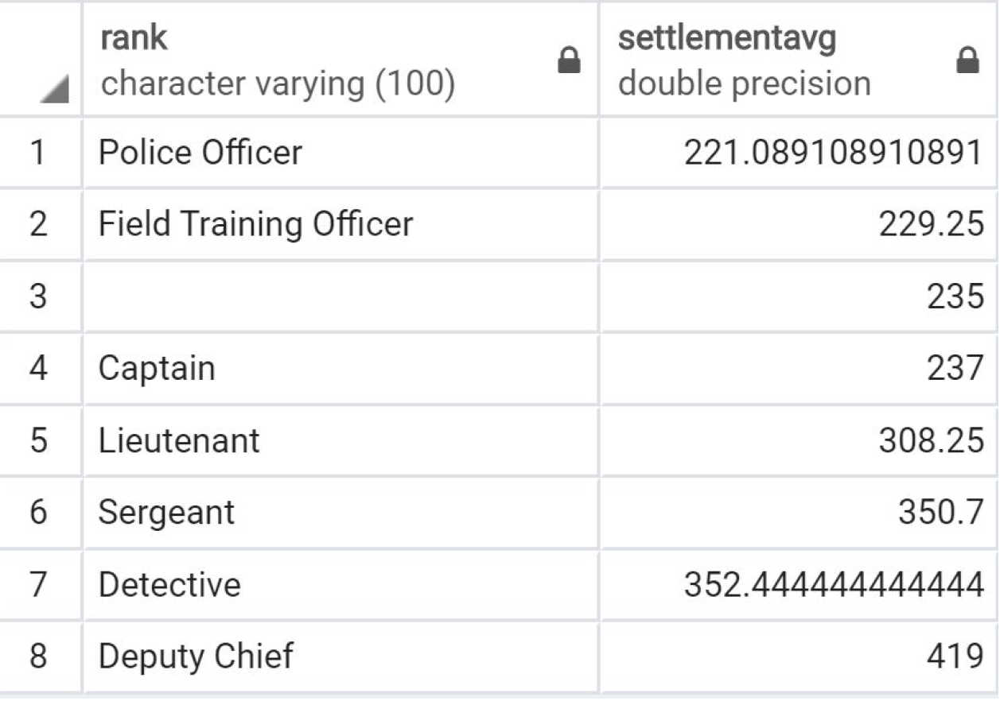 rank settlementavg
character varying (100) double precision
1 Police Officer 221.089108910891
2 Field Training Officer 229.25
3 235
4 Captain 237
5 Lieutenant 308.25
6 Sergeant 350.7
7 Detective 352.444444444444
8 Deputy Chief 419